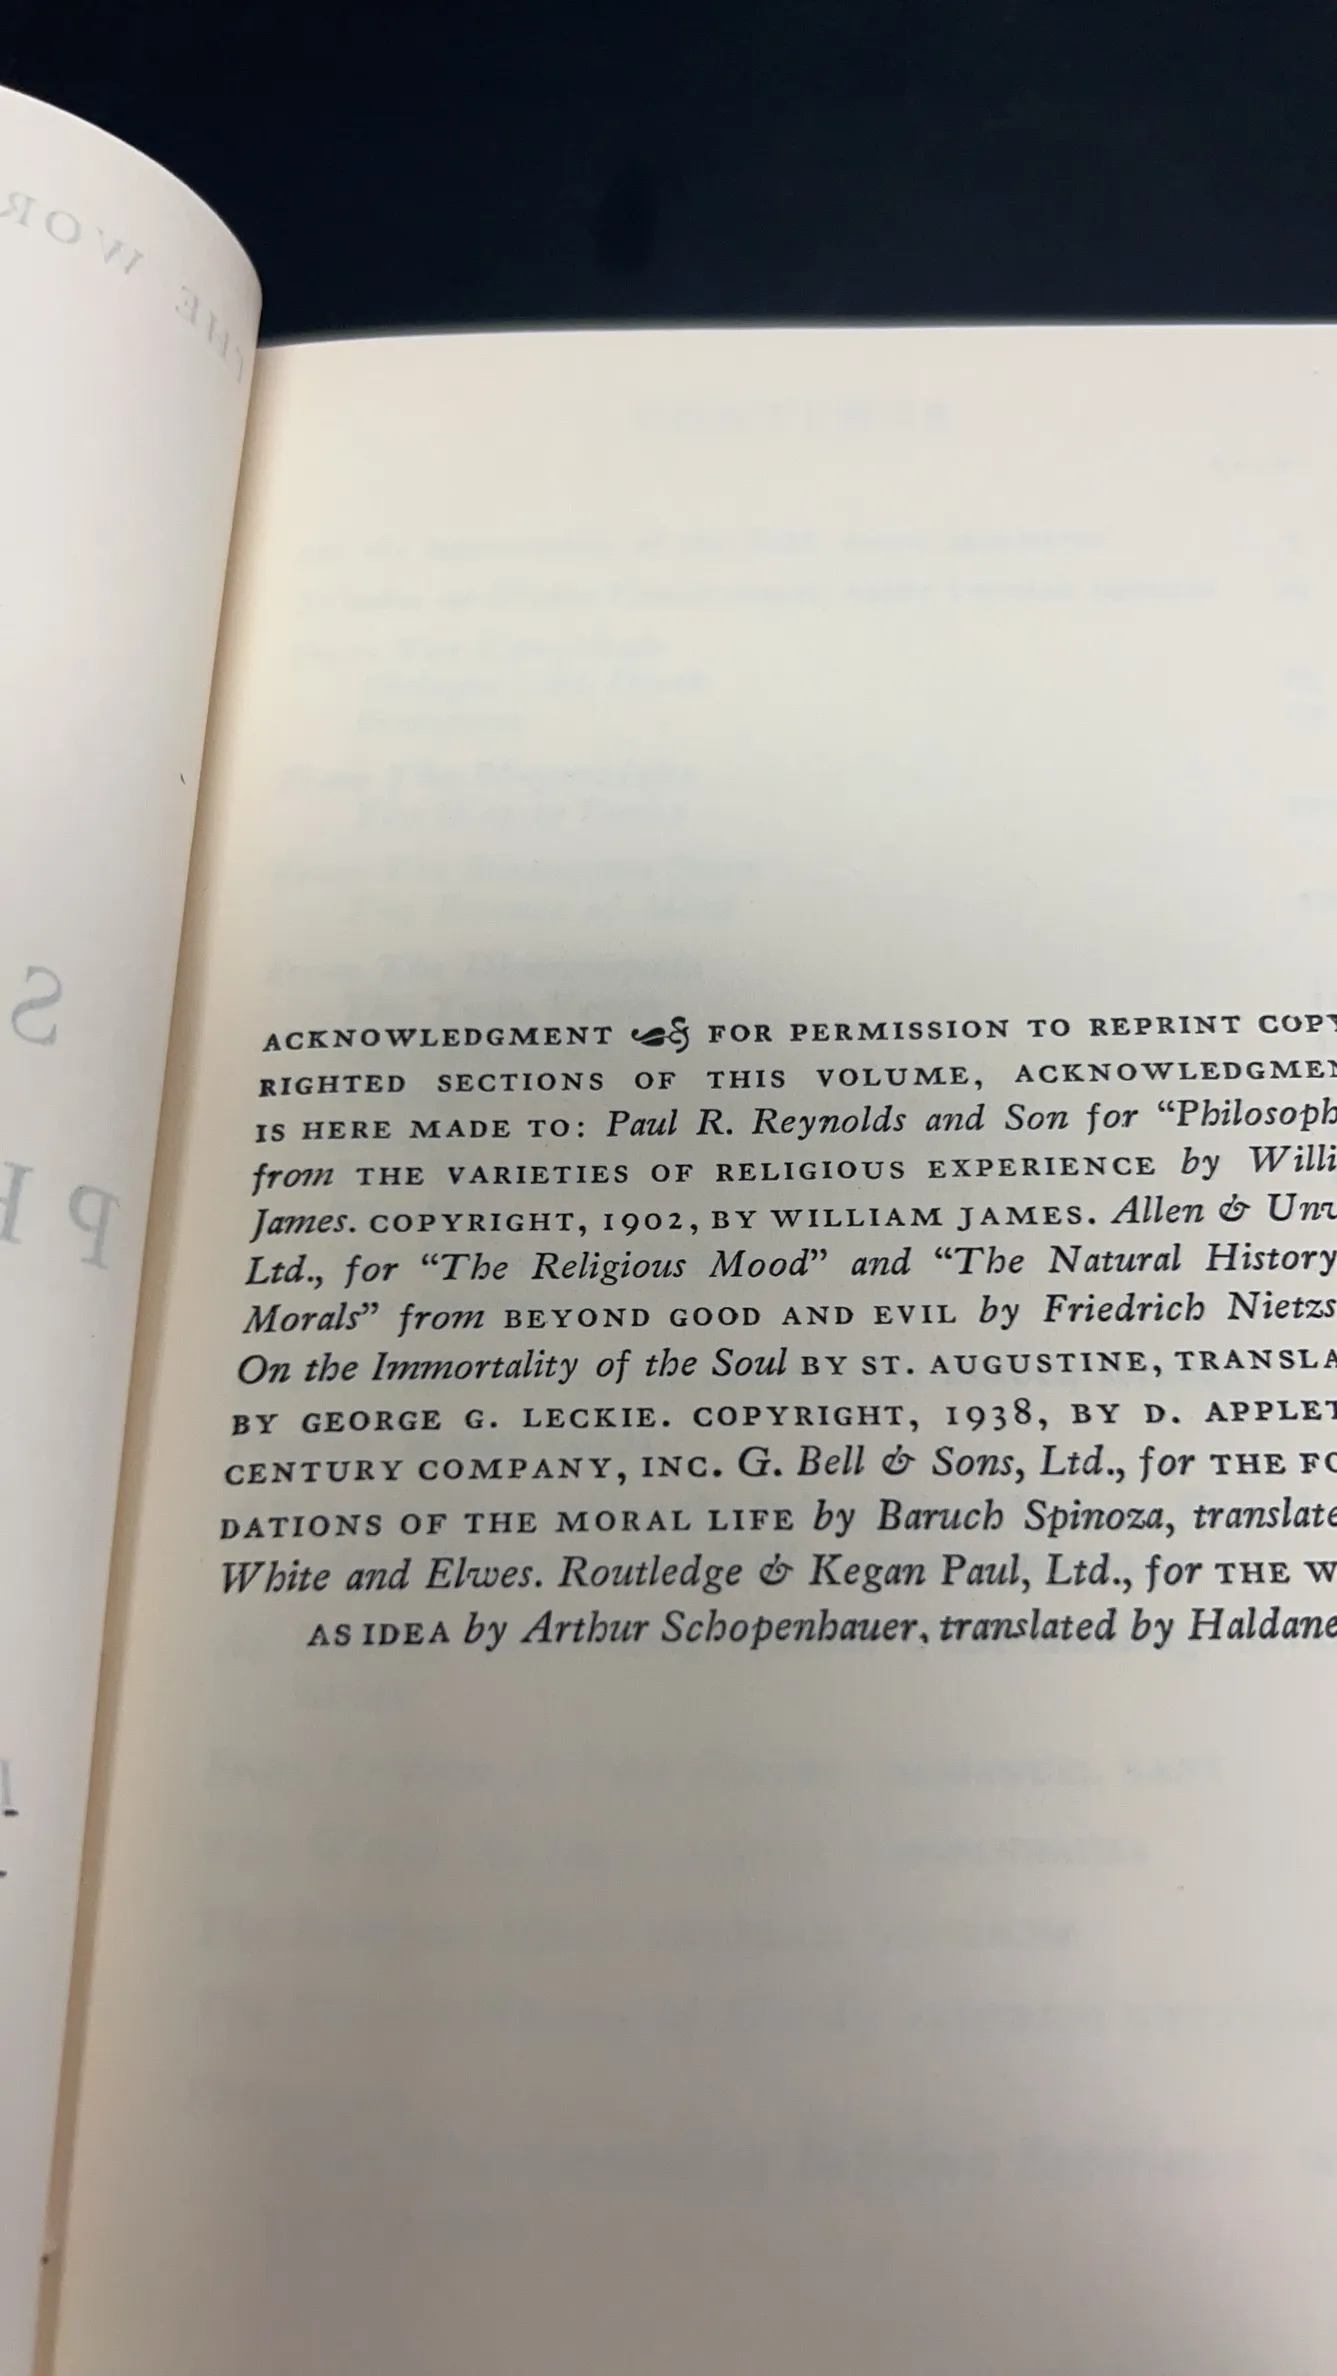 THE WOR
S
PH
ACKNOWLEDGMENT FOR PERMISSION TO REPRINT COPY
RIGHTED SECTIONS OF THIS VOLUME, ACKNOWLEDGMEN
IS HERE MADE TO: Paul R. Reynolds and Son for “Philosoph
from THE VARIETIES OF RELIGIOUS EXPERIENCE by Willi
James. COPYRIGHT, 1902, BY WILLIAM JAMES. Allen & Unw
Ltd., for “The Religious Mood” and “The Natural History
Morals” from BEYOND GOOD AND EVIL by Friedrich Nietzs
On the Immortality of the Soul BY ST. AUGUSTINE, TRANSLA
BY GEORGE G. LECKIE. COPYRIGHT, 1938, BY D. APPLET
CENTURY COMPANY, INC. G. Bell & Sons, Ltd., for THE FO
DATIONS OF THE MORAL LIFE by Baruch Spinoza, translate
White and Elwes. Routledge & Kegan Paul, Ltd., for THE W
AS IDEA by Arthur Schopenhauer, translated by Haldane